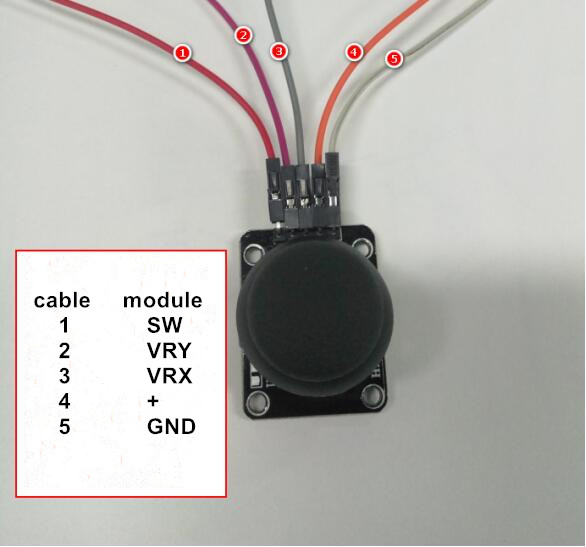 1
2
3
4
5
cable module
1 SW
2 VRY
3 VRX
4 +
5 GND